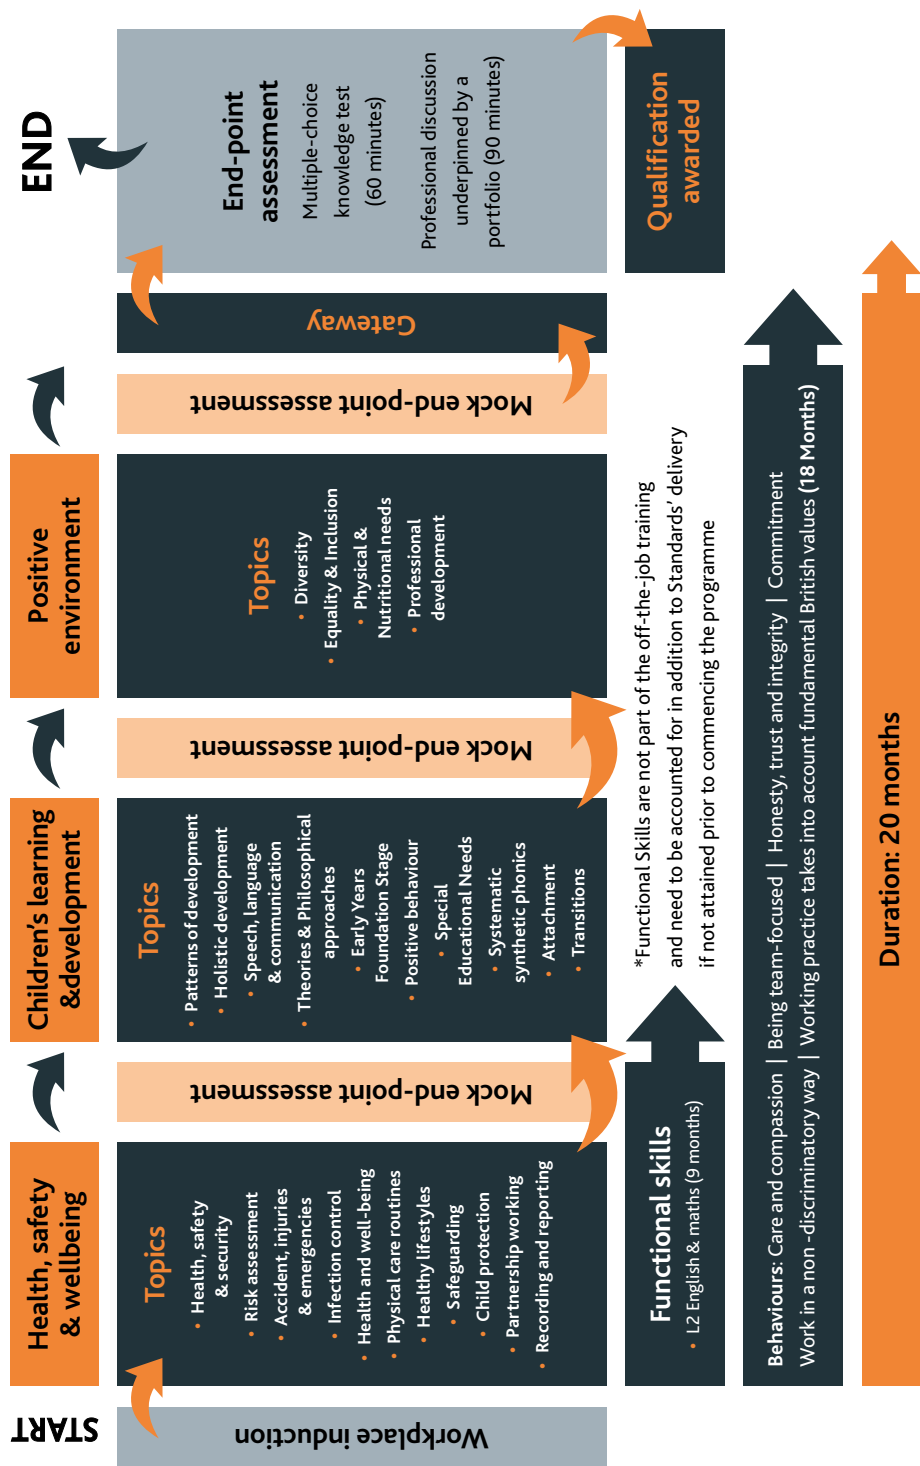 START
Workplace induction
Health, safety
& wellbeing
Topics
• Health, safety
& security
• Risk assessment
• Accident, injuries
& emergencies
• Infection control
• Health and well-being
• Physical care routines
• Healthy lifestyles
• Safeguarding
• Child protection
• Partnership working
• Recording and reporting
Mock end-point assessment
Children's learning
&development
Topics
• Patterns of development
• Holistic development
• Speech, language
& communication
• Theories & Philosophical
approaches
• Early Years
Foundation Stage
• Positive behaviour
• Special
Educational Needs
• Systematic
synthetic phonics
• Attachment
• Transitions
Mock end-point assessment
Positive
environment
Topics
• Diversity
• Equality & Inclusion
• Physical &
Nutritional needs
• Professional
development
Mock end-point assessment
Gateway
End-point
assessment
Multiple-choice
knowledge test
(60 minutes)
Professional discussion
underpinned by a
portfolio (90 minutes)
END
Qualification
awarded
Functional skills
• L2 English & maths (9 months)
*Functional Skills are not part of the off-the-job training
and need to be accounted for in addition to Standards' delivery
if not attained prior to commencing the programme
Behaviours: Care and compassion | Being team-focused | Honesty, trust and integrity | Commitment
Work in a non -discriminatory way | Working practice takes into account fundamental British values (18 Months)
Duration: 20 months